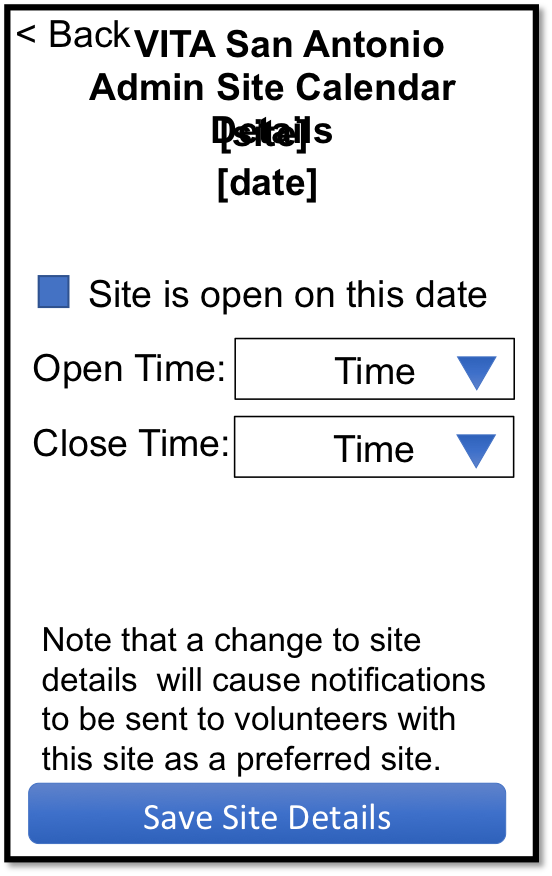 < Back
VITA San Antonio
Admin Site Calendar
Details
[site]
[date]
Site is open on this date
Open Time:
Time
Close Time:
Time
Note that a change to site
details  will cause notifications
to be sent to volunteers with
this site as a preferred site.
Save Site Details